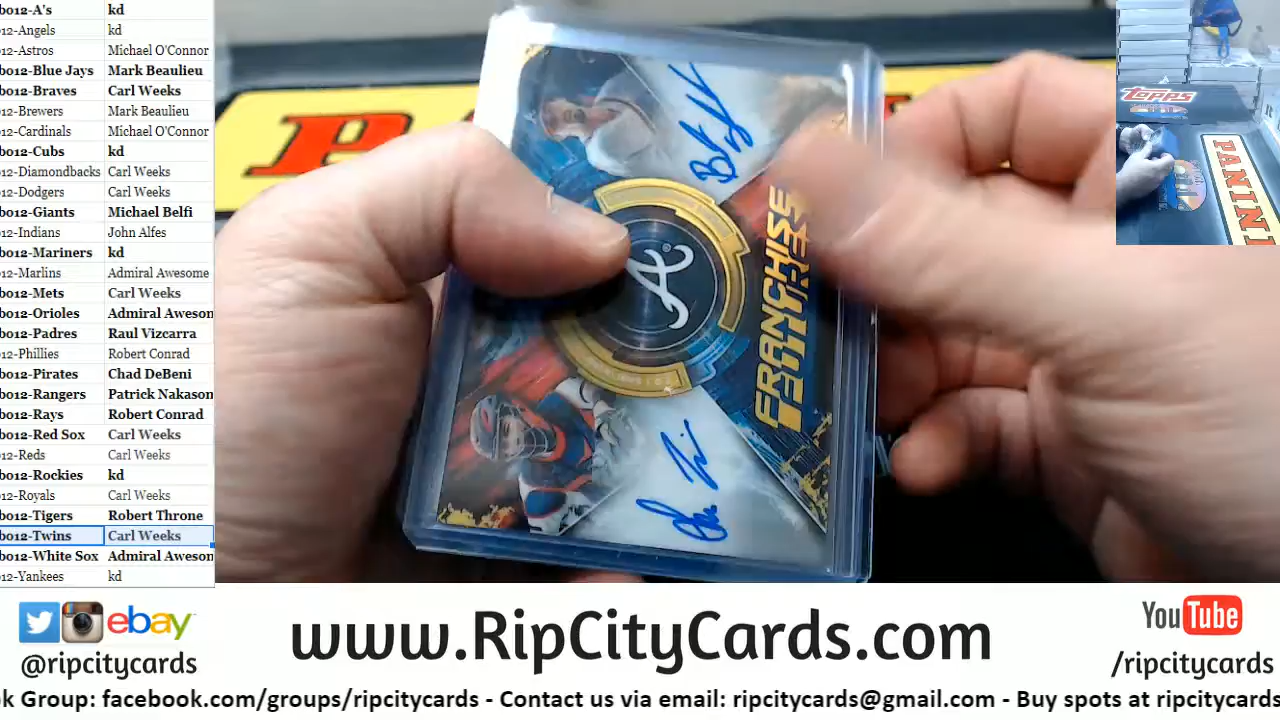 bo12-A's kd
12-Angels kd
12-Astros Michael O'Connor
bo12-Blue Jays Mark Beaulieu
bo12-Braves Carl Weeks
12-Brewers Mark Beaulieu
12-Cardinals Michael O'Connor
bo12-Cubs kd
12-Diamondbacks Carl Weeks
12-Dodgers Carl Weeks
bo12-Giants Michael Belfi
12-Indians John Alfes
bo12-Mariners kd
12-Marlins Admiral Awesome
bo12-Mets Carl Weeks
bo12-Orioles Admiral Awesom
bo12-Padres Raul Vizcarra
12-Phillies Robert Conrad
bo12-Pirates Chad DeBeni
bo12-Rangers Patrick Nakason
bo12-Rays Robert Conrad
bo12-Red Sox Carl Weeks
12-Reds Carl Weeks
bo12-Rockies kd
12-Royals Carl Weeks
bo12-Tigers Robert Throne
bo12-Twins Carl Weeks
bo12-White Sox Admiral Awesom
12-Yankees kd
FRANCHISE
A
Topps
PANINI
ebay
@ripcitycards
www.RipCityCards.com
YouTube
/ripcitycards
k Group: facebook.com/groups/ripcitycards - Contact us via email: ripcitycards@gmail.com - Buy spots at ripcitycards